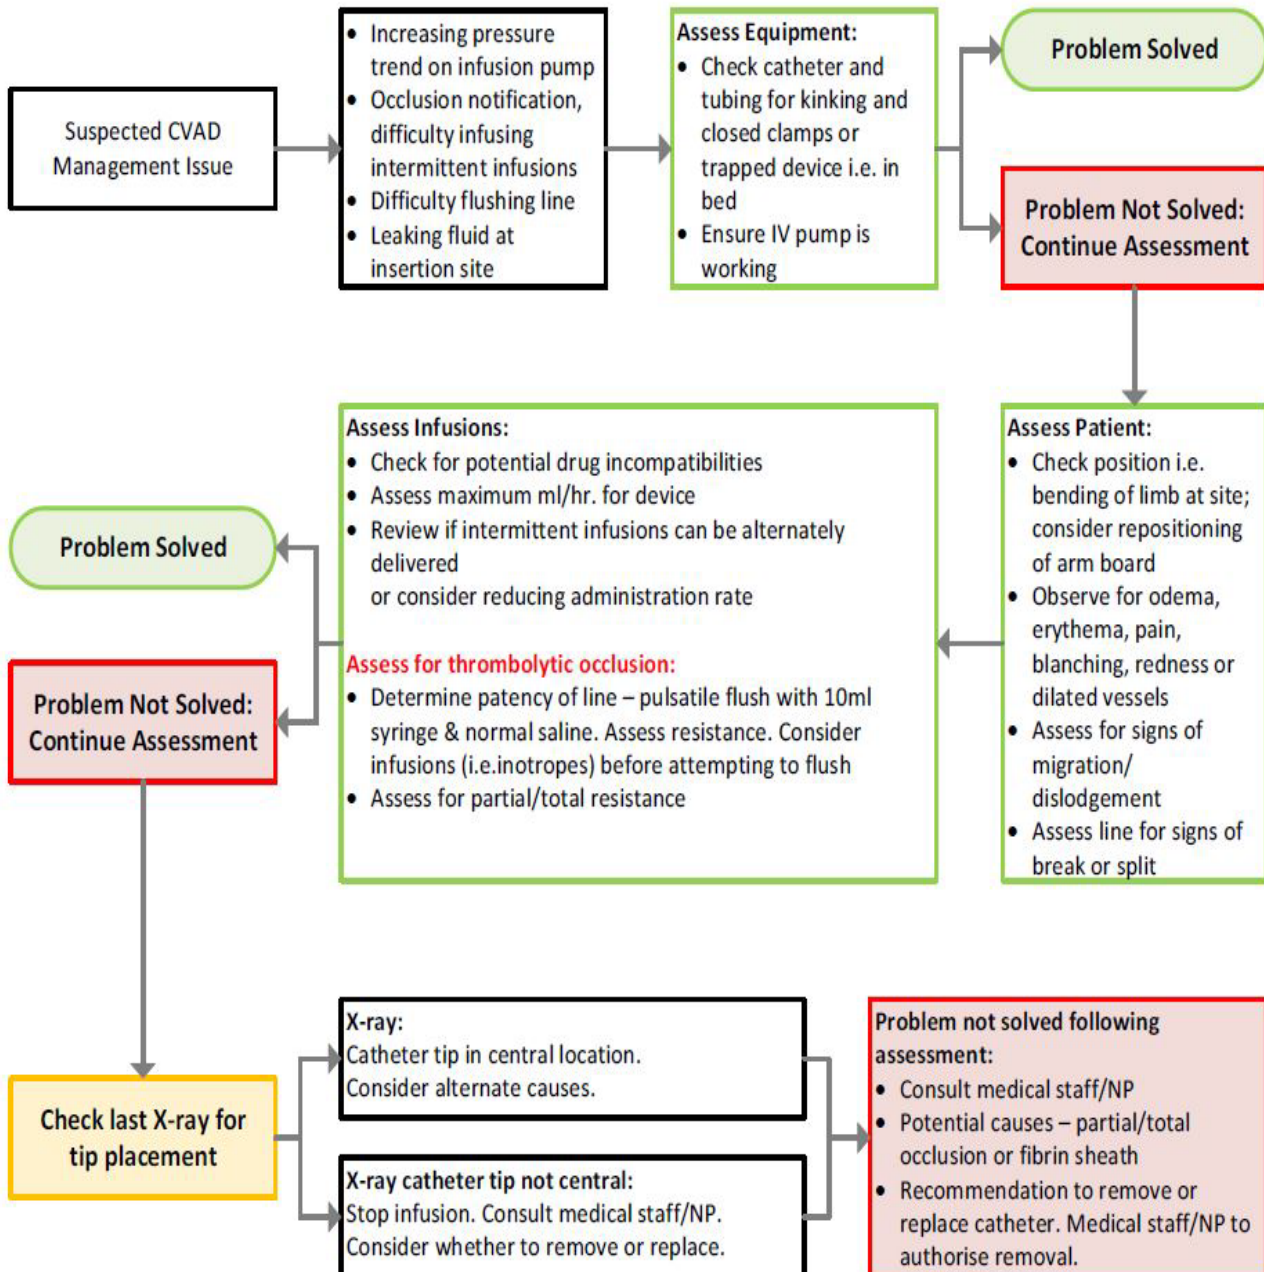 Suspected CVAD
Management Issue
• Increasing pressure
trend on infusion pump
• Occlusion notification,
difficulty infusing
intermittent infusions
• Difficulty flushing line
• Leaking fluid at
insertion site
Assess Equipment:
• Check catheter and
tubing for kinking and
closed clamps or
trapped device i.e. in
bed
• Ensure IV pump is
working
Problem Solved
Problem Not Solved:
Continue Assessment
Assess Patient:
• Check position i.e.
bending of limb at site;
consider repositioning
of arm board
• Observe for odema,
erythema, pain,
blanching, redness or
dilated vessels
• Assess for signs of
migration/
dislodgement
• Assess line for signs of
break or split
Assess Infusions:
• Check for potential drug incompatibilities
• Assess maximum ml/hr. for device
• Review if intermittent infusions can be alternately
delivered
or consider reducing administration rate
Assess for thrombolytic occlusion:
• Determine patency of line – pulsatile flush with 10ml
syringe & normal saline. Assess resistance. Consider
infusions (i.e.inotropes) before attempting to flush
• Assess for partial/total resistance
Problem Solved
Problem Not Solved:
Continue Assessment
Check last X-ray for
tip placement
X-ray:
Catheter tip in central location.
Consider alternate causes.
X-ray catheter tip not central:
Stop infusion. Consult medical staff/NP.
Consider whether to remove or replace.
Problem not solved following
assessment:
• Consult medical staff/NP
• Potential causes – partial/total
occlusion or fibrin sheath
• Recommendation to remove or
replace catheter. Medical staff/NP to
authorise removal.